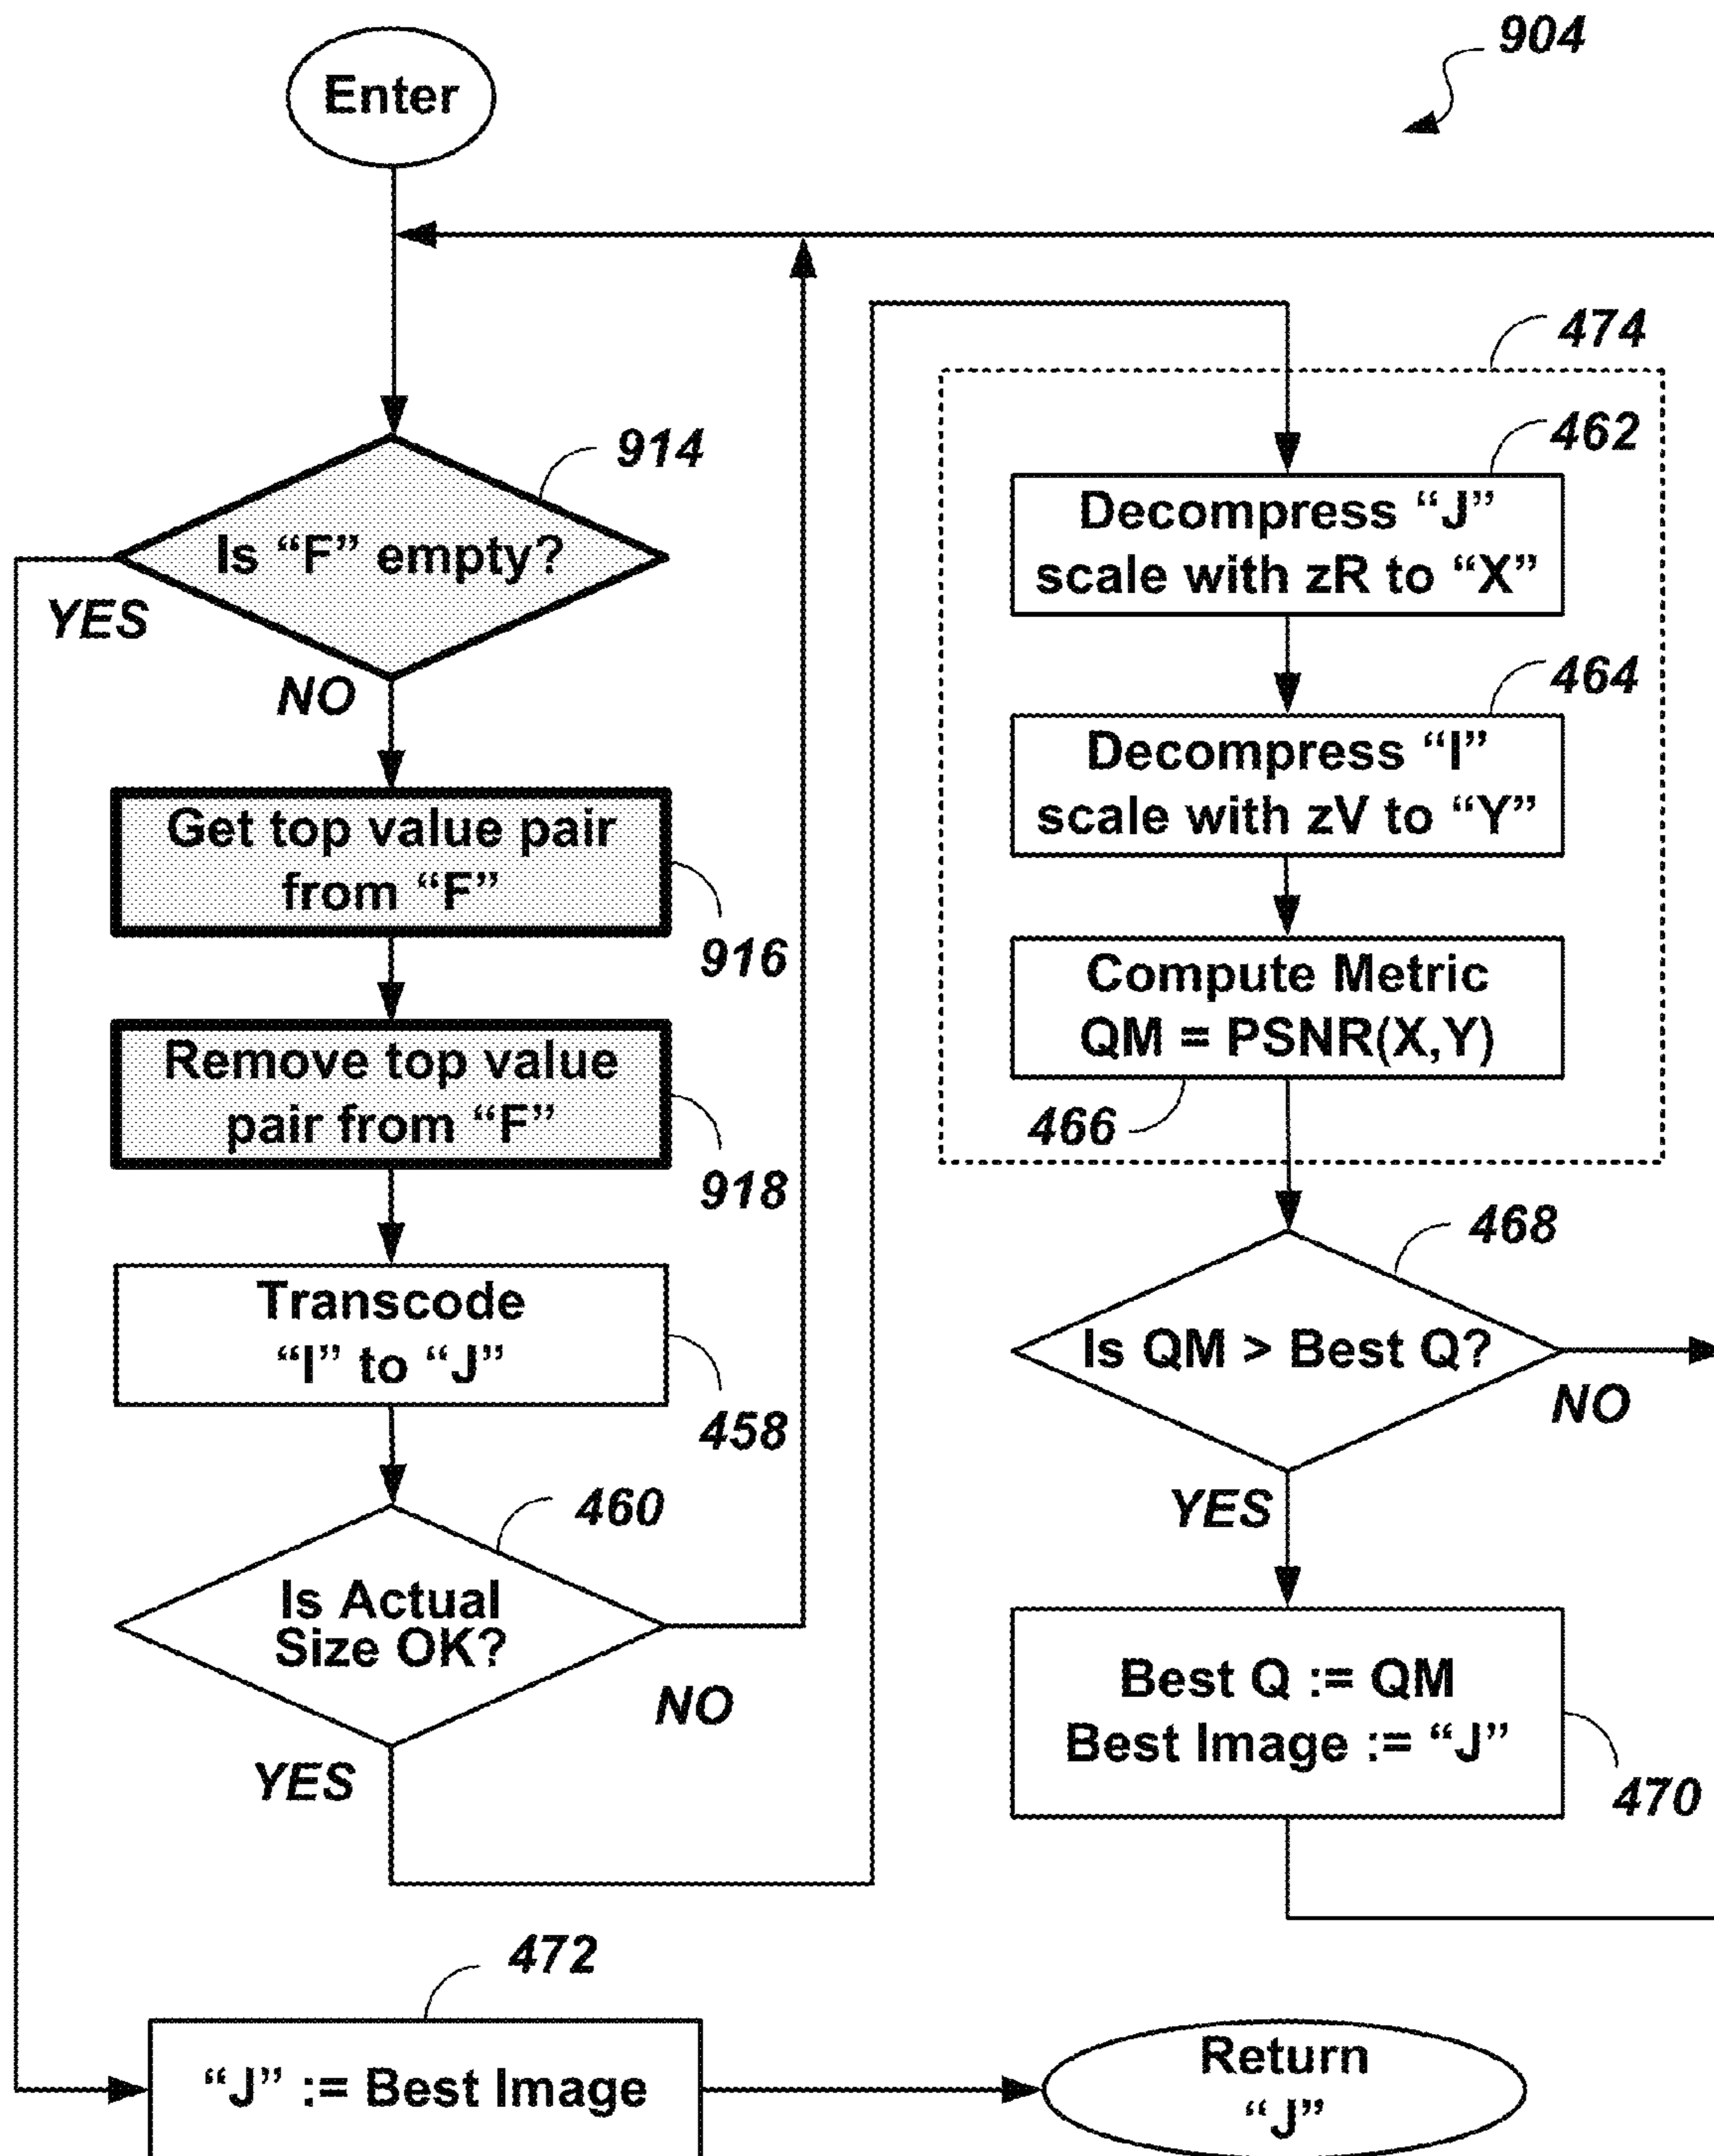 904
Enter
914
Is “F” empty?
YES
NO
Get top value pair
from “F”
916
Remove top value
pair from “F”
918
Transcode
“I” to “J”
458
460
Is Actual
Size OK?
NO
YES
474
462
Decompress “J”
scale with zR to “X”
464
Decompress “I”
scale with zV to “Y”
Compute Metric
QM = PSNR(X,Y)
466
468
Is QM > Best Q?
NO
YES
Best Q := QM
Best Image := “J”
470
472
“J” := Best Image
Return
“J”